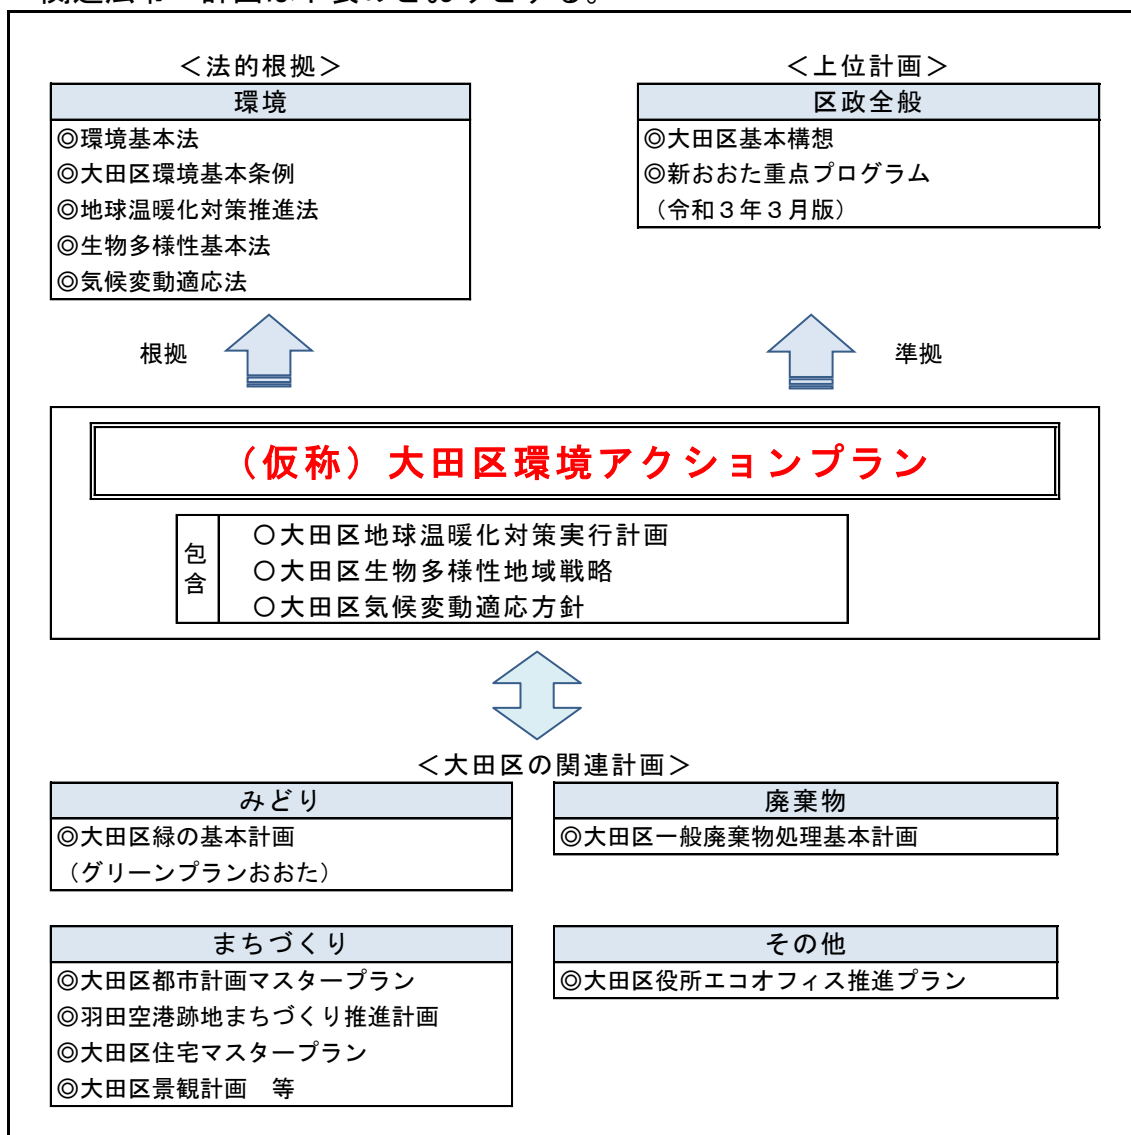 ＜法的根拠＞
環境
◎環境基本法
◎大田区環境基本条例
◎地球温暖化対策推進法
◎生物多様性基本法
◎気候変動適応法
＜上位計画＞
区政全般
◎大田区基本構想
◎新おおた重点プログラム
（令和３年３月版）
根拠
準拠
（仮称）大田区環境アクションプラン
包含
〇大田区地球温暖化対策実行計画
〇大田区生物多様性地域戦略
〇大田区気候変動適応方針
＜大田区の関連計画＞
みどり
◎大田区緑の基本計画
（グリーンプランおおた）
廃棄物
◎大田区一般廃棄物処理基本計画
まちづくり
◎大田区都市計画マスタープラン
◎羽田空港跡地まちづくり推進計画
◎大田区住宅マスタープラン
◎大田区景観計画　等
その他
◎大田区役所エコオフィス推進プラン